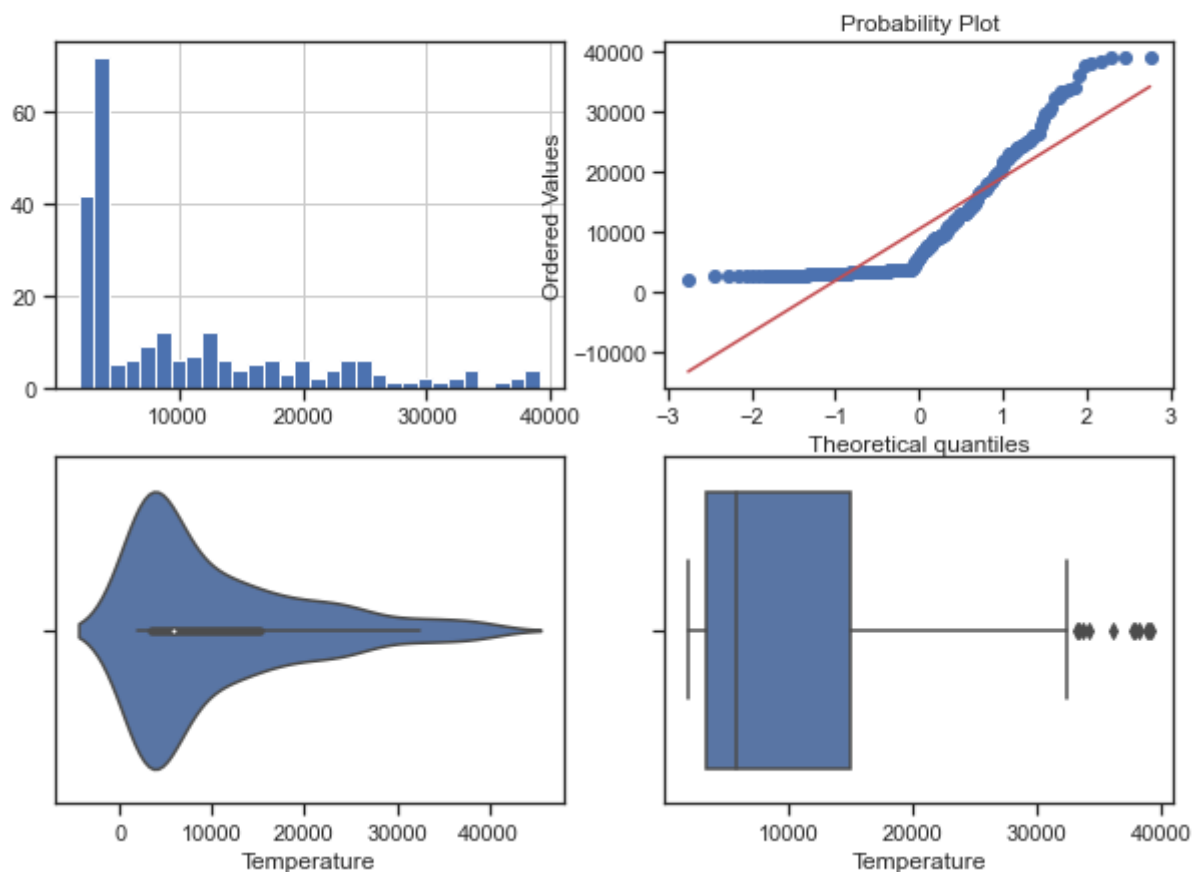 60
40
20
0
10000 20000 30000 40000
Probability Plot
Ordered Values
40000
30000
20000
10000
0
−10000
−3 −2 −1 0 1 2 3
Theoretical quantiles
0 10000 20000 30000 40000
Temperature
10000 20000 30000 40000
Temperature